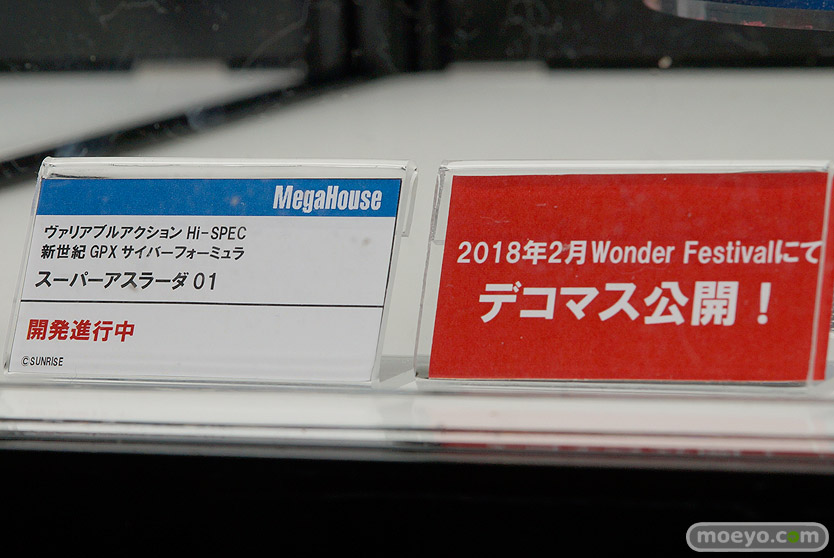 MegaHouse
ヴァリアブルアクション Hi-SPEC
新世紀 GPX サイバーフォーミュラ
スーパーアスラーダ 01
開発進行中
©SUNRISE
2018年2月Wonder Festivalにて
デコマス公開！
moeyo.com